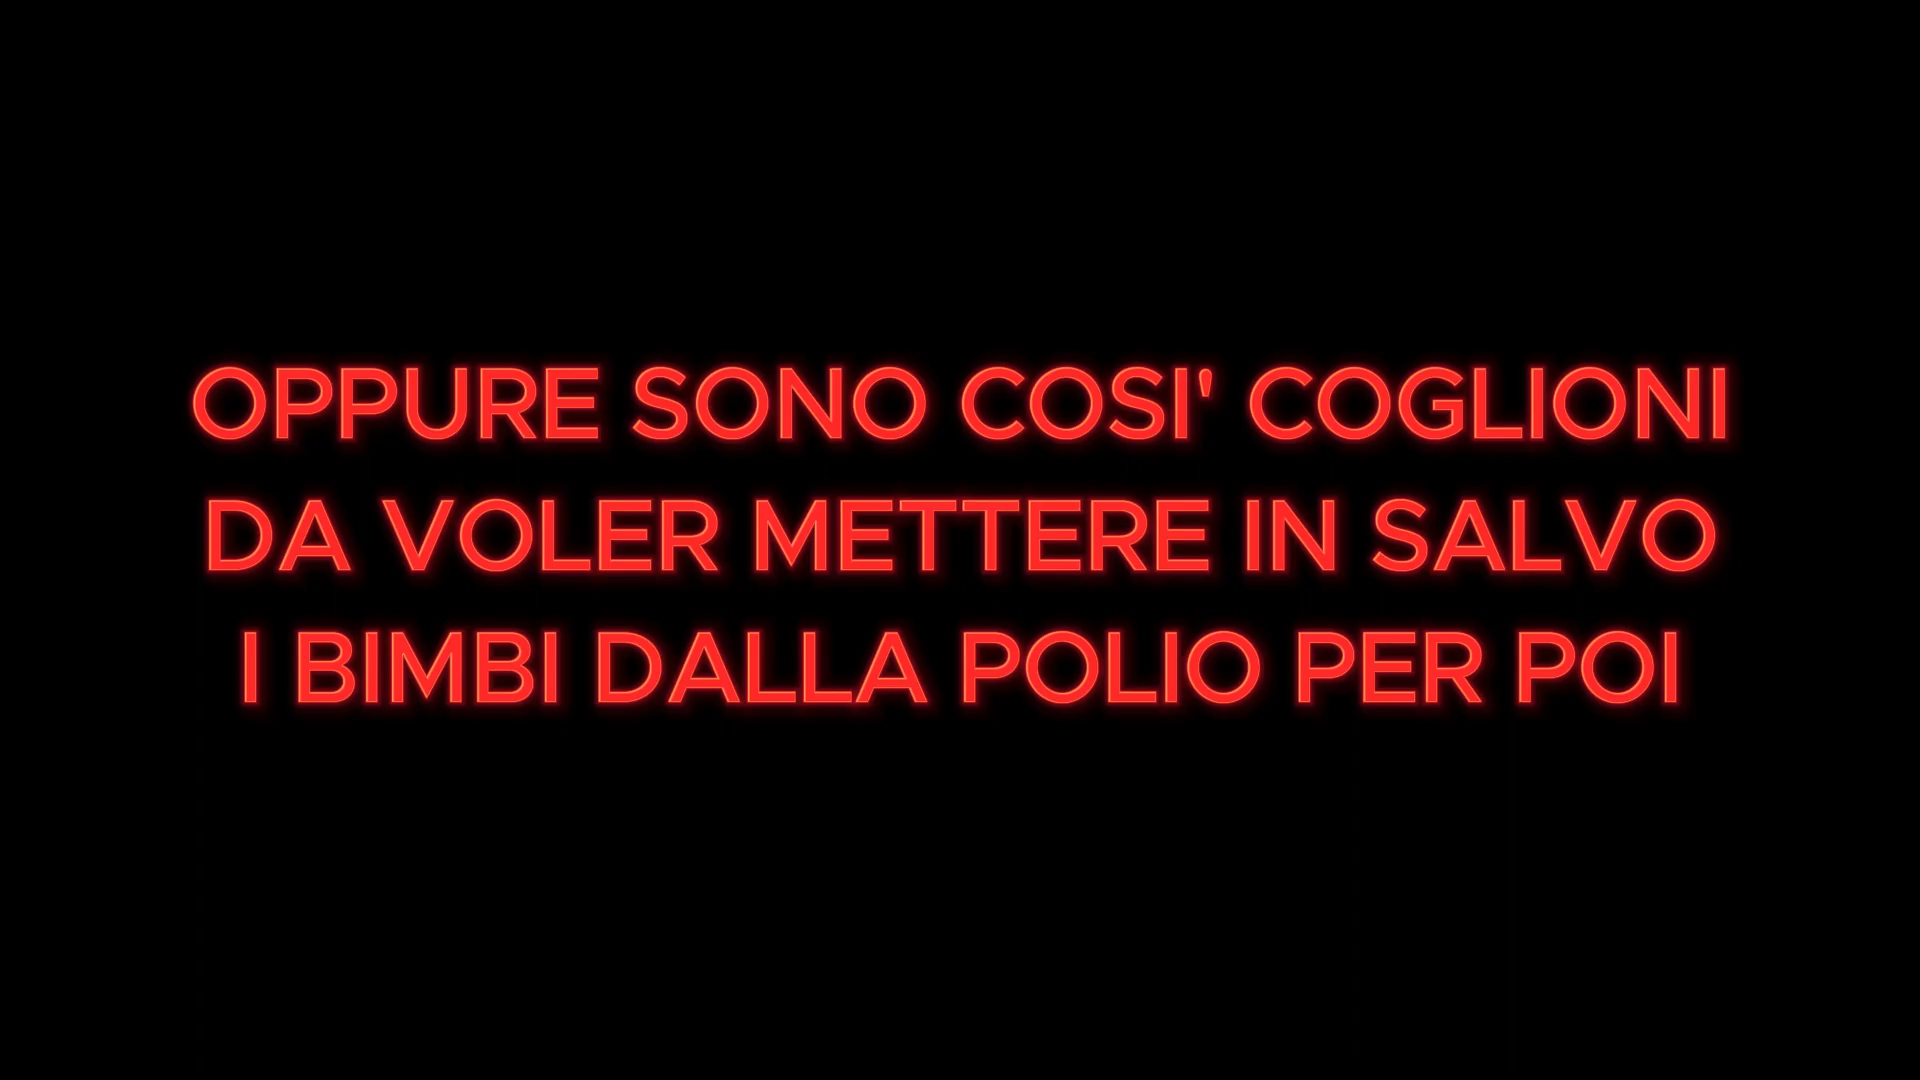 OPPURE SONO COSI' COGLIONI
DA VOLER METTERE IN SALVO
I BIMBI DALLA POLIO PER POI